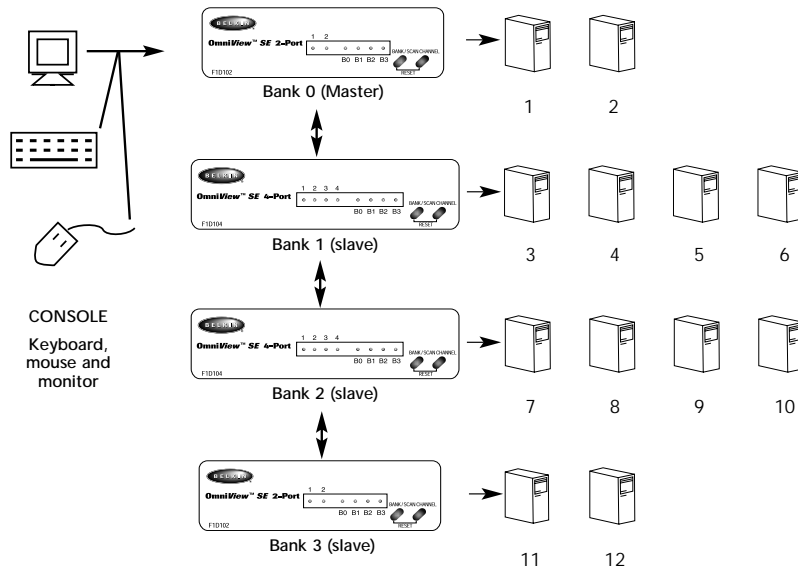 BELKIN
OmniView™ SE 2-Port
1 2
B0 B1 B2 B3
BANK/SCAN CHANNEL
RESET
F1D102
Bank 0 (Master)
1 2
BELKIN
OmniView™ SE 4-Port
1 2 3 4
B0 B1 B2 B3
BANK/SCAN CHANNEL
RESET
F1D104
Bank 1 (slave)
3 4 5 6
CONSOLE
Keyboard,
mouse and
monitor
BELKIN
OmniView™ SE 4-Port
1 2 3 4
B0 B1 B2 B3
BANK/SCAN CHANNEL
RESET
F1D104
Bank 2 (slave)
7 8 9 10
BELKIN
OmniView™ SE 2-Port
1 2
B0 B1 B2 B3
BANK/SCAN CHANNEL
RESET
F1D102
Bank 3 (slave)
11 12